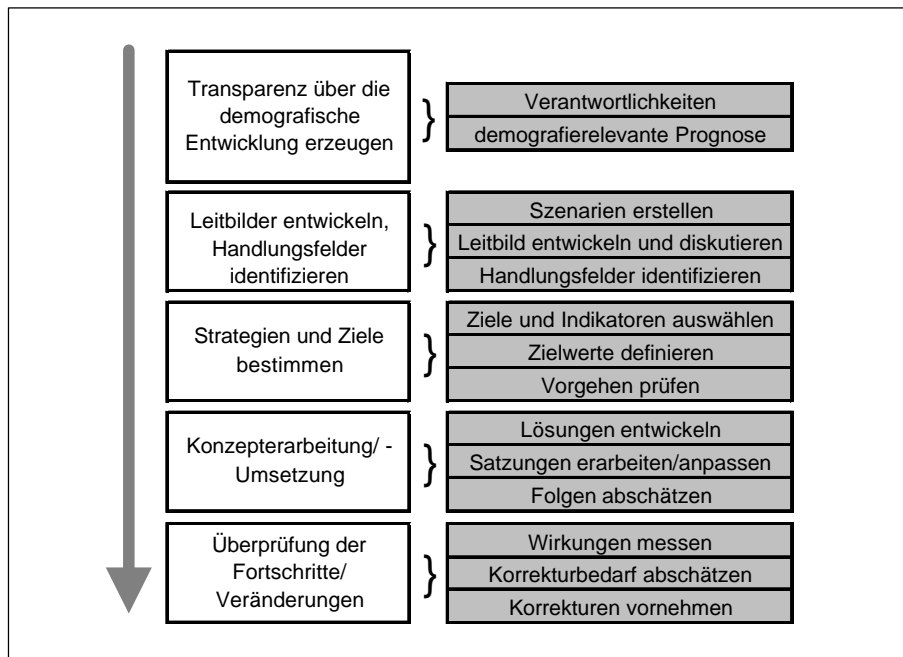 Transparenz über die
demografische
Entwicklung erzeugen
}
Verantwortlichkeiten
demografierelevante Prognose
Leitbilder entwickeln,
Handlungsfelder
identifizieren
}
Szenarien erstellen
Leitbild entwickeln und diskutieren
Handlungsfelder identifizieren
Strategien und Ziele
bestimmen
}
Ziele und Indikatoren auswählen
Zielwerte definieren
Vorgehen prüfen
Konzepterarbeitung/ -
Umsetzung
}
Lösungen entwickeln
Satzungen erarbeiten/anpassen
Folgen abschätzen
Überprüfung der
Fortschritte/
Veränderungen
}
Wirkungen messen
Korrekturbedarf abschätzen
Korrekturen vornehmen